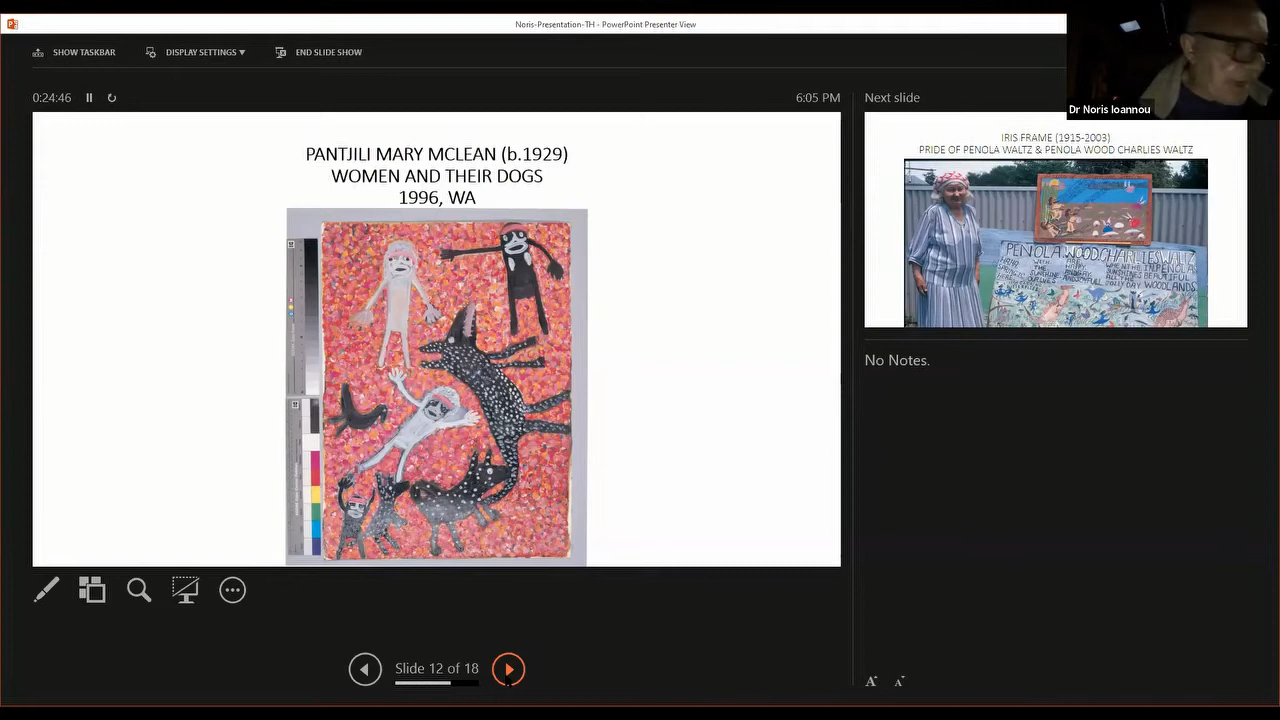 Noris-Presentation-TH - PowerPoint Presenter View
SHOW TASKBAR
DISPLAY SETTINGS ▾
END SLIDE SHOW
Dr Noris Ioannou
0:24:46
6:05 PM
PANTJILI MARY MCLEAN (b.1929)
WOMEN AND THEIR DOGS
1996, WA
Next slide
IRIS FRAME (1915-2003)
PRIDE OF PENOLA WALTZ & PENOLA WOOD CHARLIES WALTZ
PENOLA WOOD CHARLIES WALTZ
No Notes.
Slide 12 of 18
A A